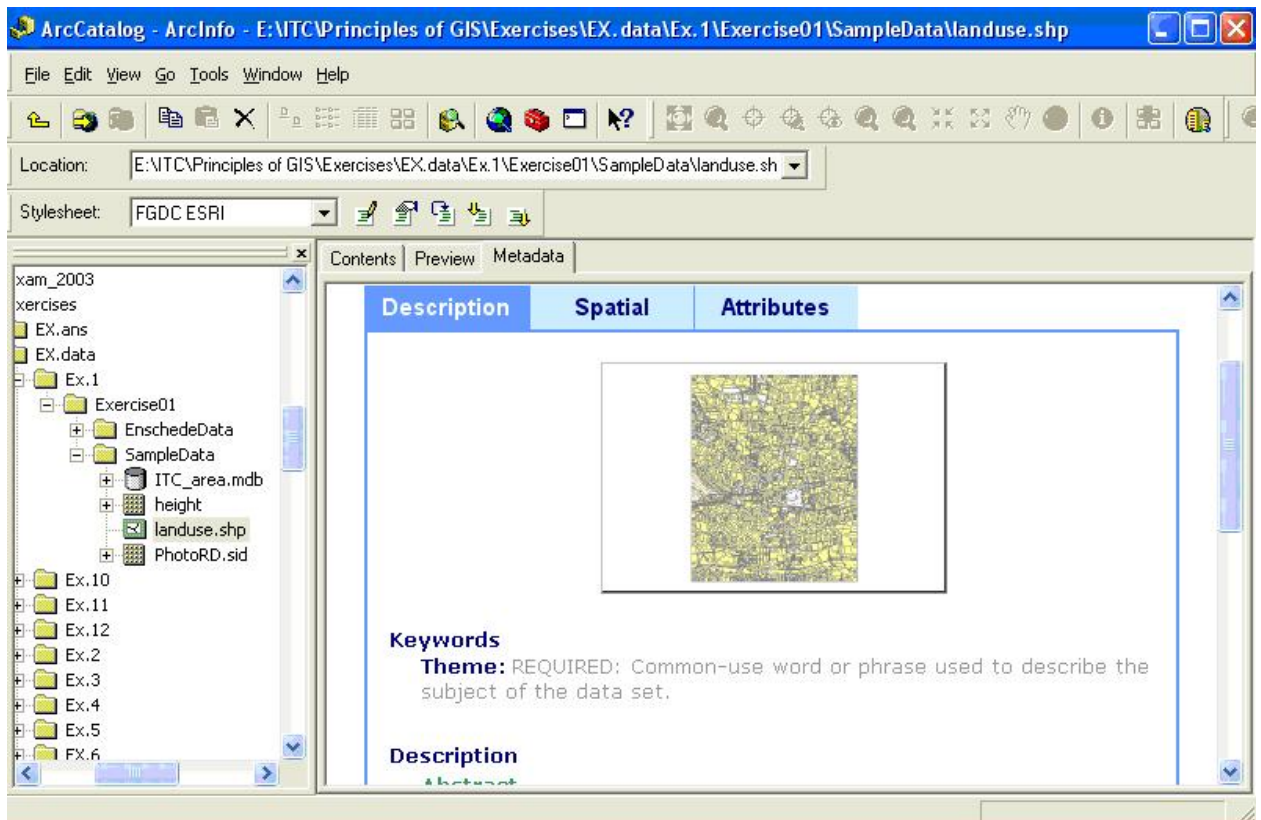 ArcCatalog - ArcInfo - E:\ITC\Principles of GIS\Exercises\EX.data\Ex.1\Exercise01\SampleData\landuse.shp
File Edit View Go Tools Window Help
Location: E:\ITC\Principles of GIS\Exercises\EX.data\Ex.1\Exercise01\SampleData\landuse.sh
Stylesheet: FGDC ESRI
xam_2003
xercises
EX.ans
EX.data
Ex.1
Exercise01
EnschedeData
SampleData
ITC_area.mdb
height
landuse.shp
PhotoRD.sid
Ex.10
Ex.11
Ex.12
Ex.2
Ex.3
Ex.4
Ex.5
EX.6
Contents Preview Metadata
Description Spatial Attributes
Keywords
Theme: REQUIRED: Common-use word or phrase used to describe the
subject of the data set.
Description
Abstract